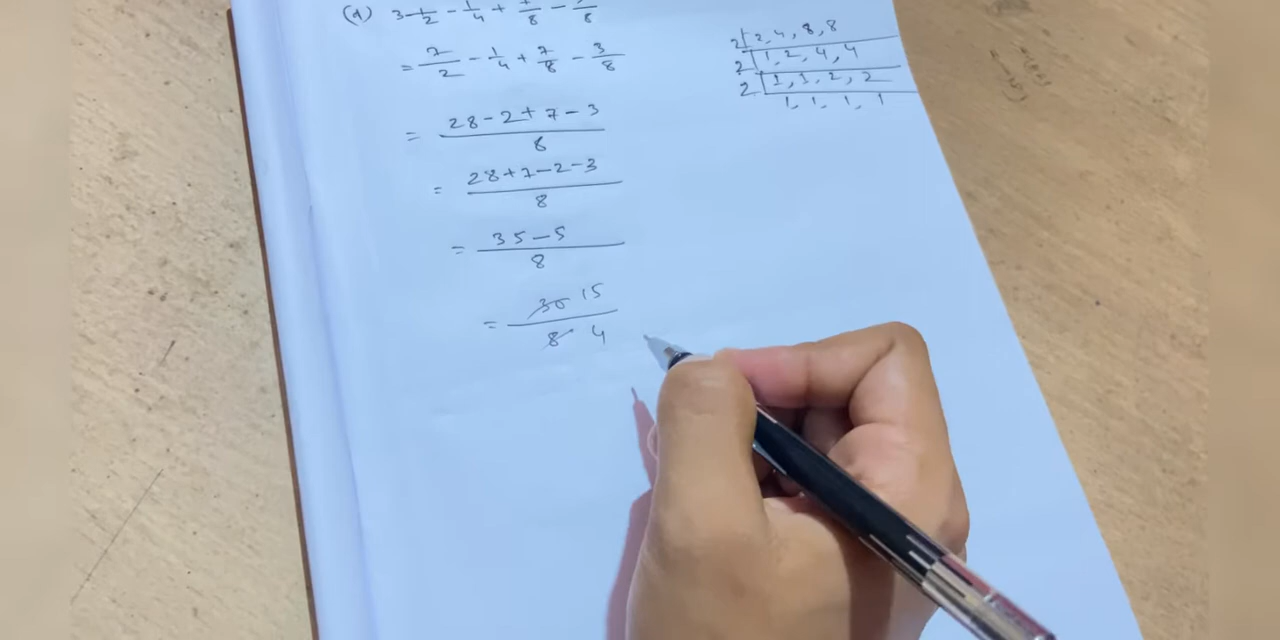 (d) 3 1/2 - 1/4 + 7/8 - 3/8
= 7/2 - 1/4 + 7/8 - 3/8
= 28-2+7-3/8
= 28+7-2-3/8
= 35-5/8
= 30 15/8 4
2 | 2, 4, 8, 8
2 | 1, 2, 4, 4
2 | 1, 1, 2, 2
1, 1, 1, 1